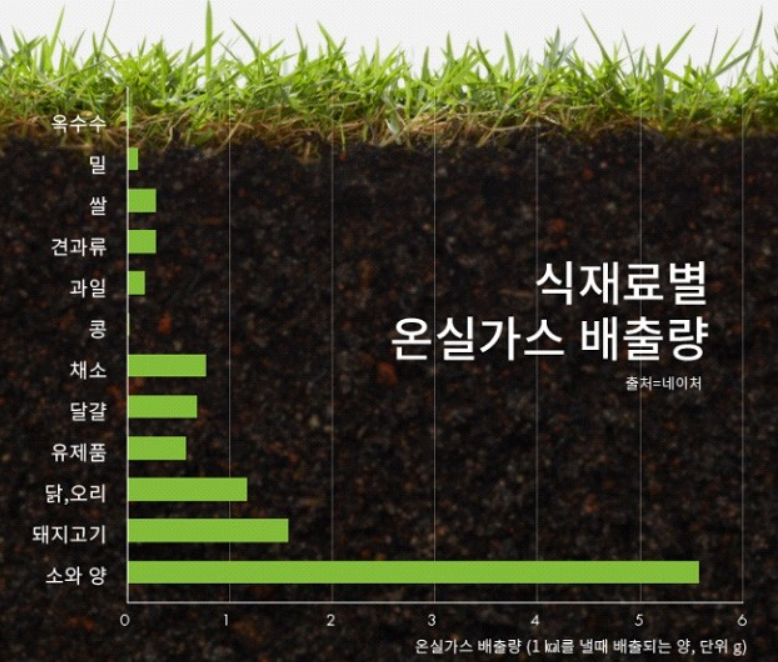 식재료별
온실가스 배출량
출처=네이처
옥수수
밀
쌀
견과류
과일
콩
채소
달걀
유제품
닭,오리
돼지고기
소와 양
0 1 2 3 4 5 6
온실가스 배출량 (1 ㎉를 낼때 배출되는 양, 단위 g)